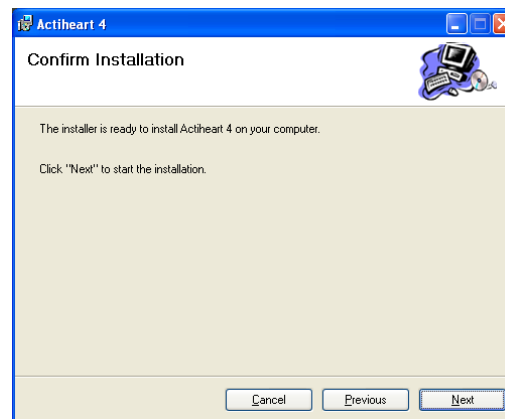 Actiheart 4
Confirm Installation
The installer is ready to install Actiheart 4 on your computer.
Click "Next" to start the installation.
Cancel
Previous
Next